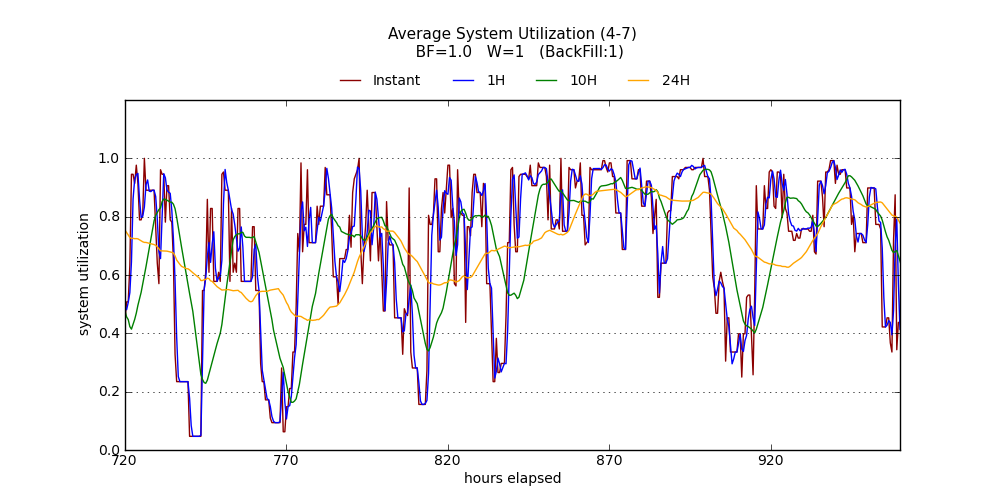 Average System Utilization (4-7)
BF=1.0 W=1 (BackFill:1)
Instant 1H 10H 24H
1.0
0.8
0.6
0.4
0.2
0.0
system utilization
720 770 820 870 920
hours elapsed